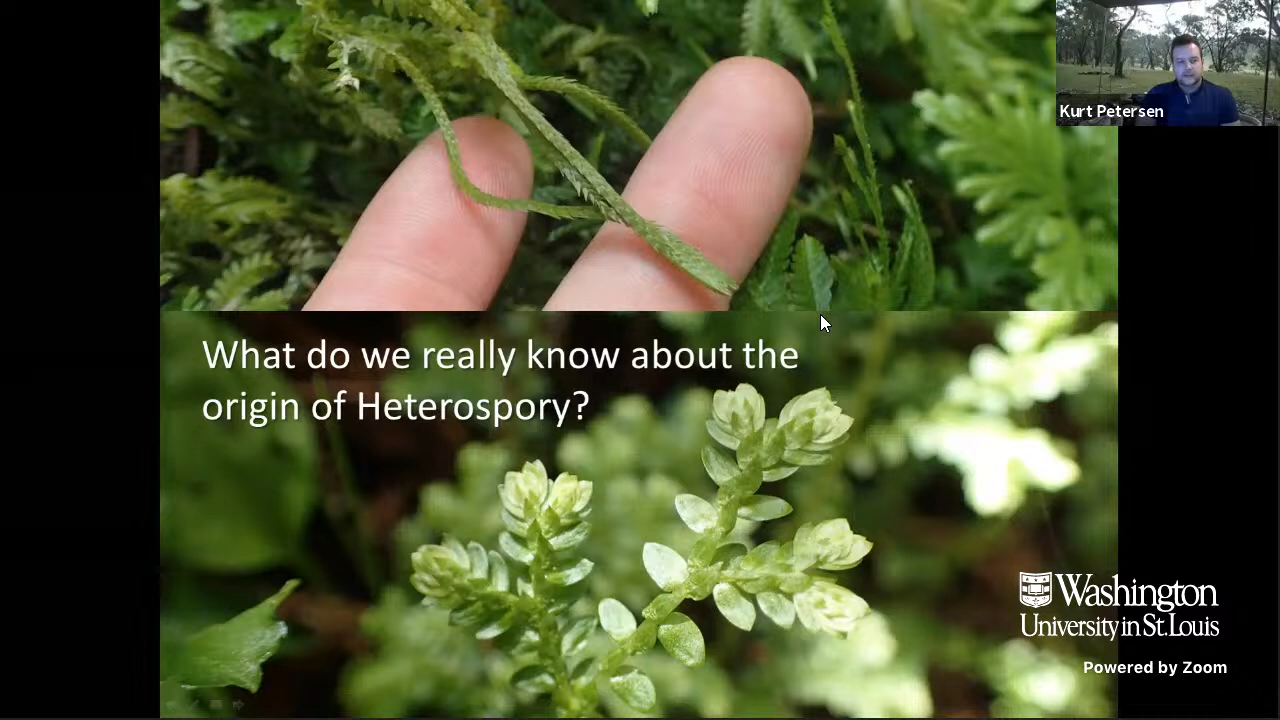 Kurt Petersen
What do we really know about the
origin of Heterospory?
Washington
University in St. Louis
Powered by Zoom